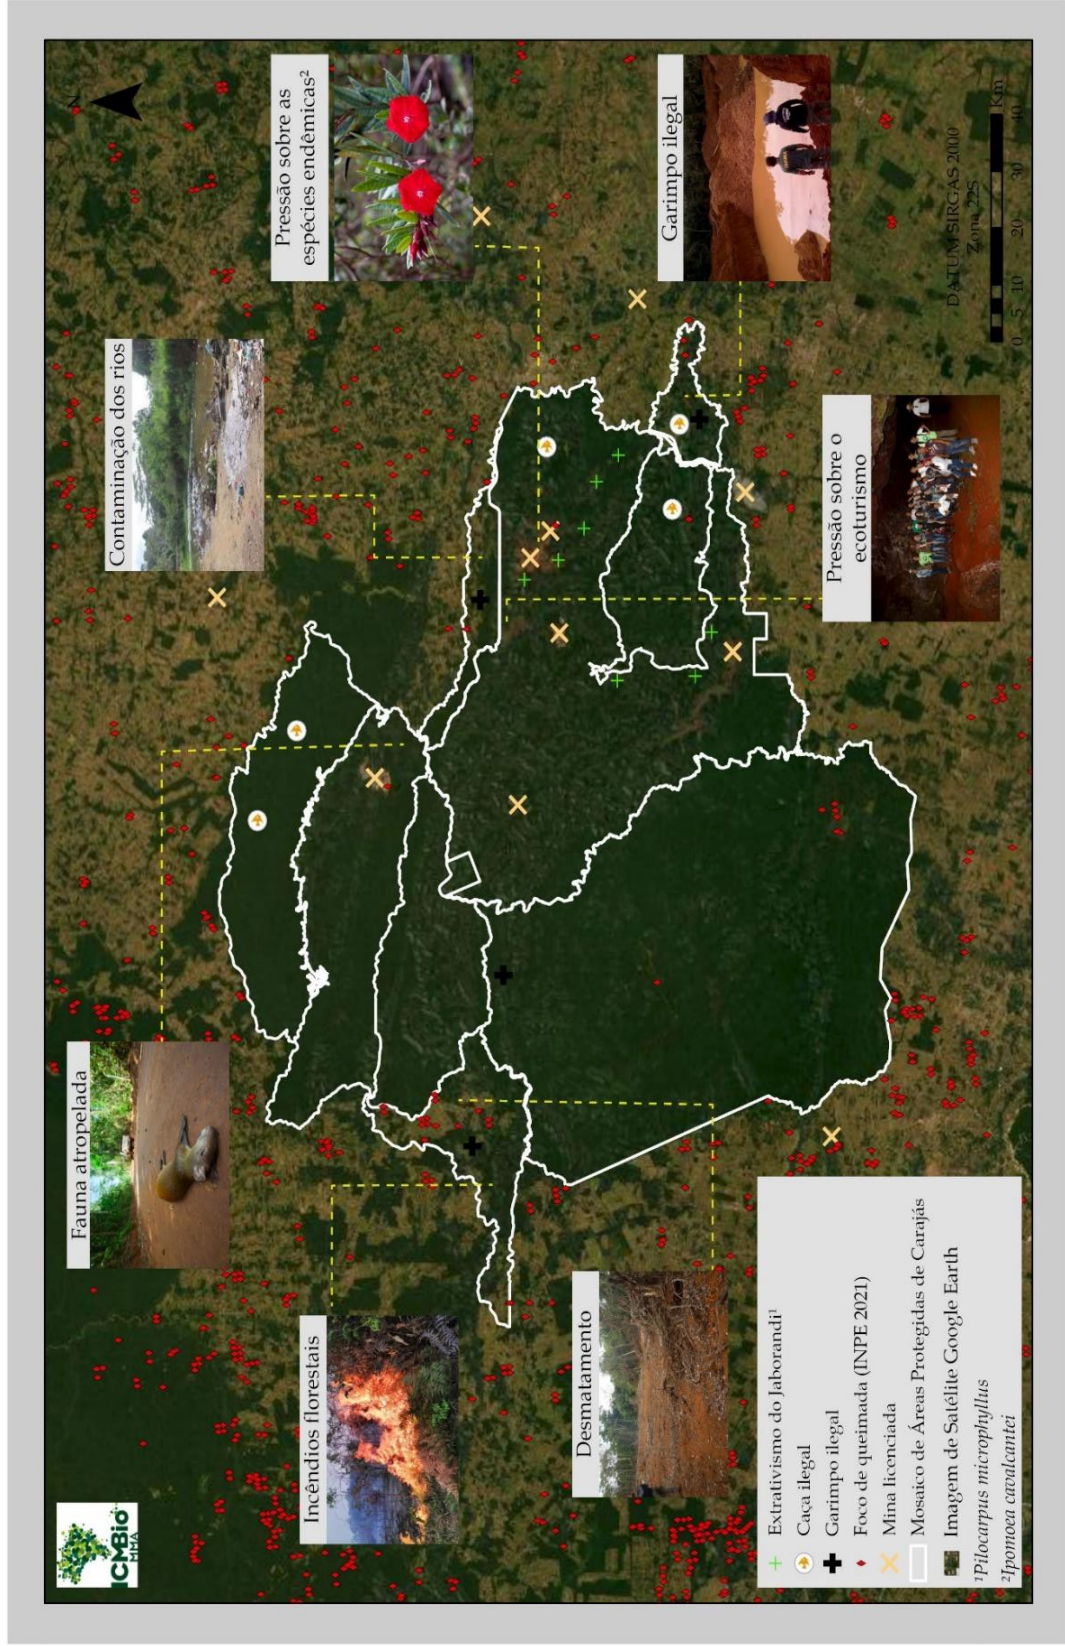 ICMBio
MMA
Fauna atropelada
Contaminação dos rios
Pressão sobre as
espécies endêmicas²
N
Incêndios florestais
Desmatamento
Pressão sobre o
ecoturismo
Garimpo ilegal
Extrativismo do Jaborandi¹
Caça ilegal
Garimpo ilegal
Foco de queimada (INPE 2021)
Mina licenciada
Mosaico de Áreas Protegidas de Carajás
Imagem de Satélite Google Earth
¹Pilocarpus microphyllus
²Ipomoea cavalcantei
DATUM SIRGAS 2000
Zona 22S
0 5 10 20 30 40
Km